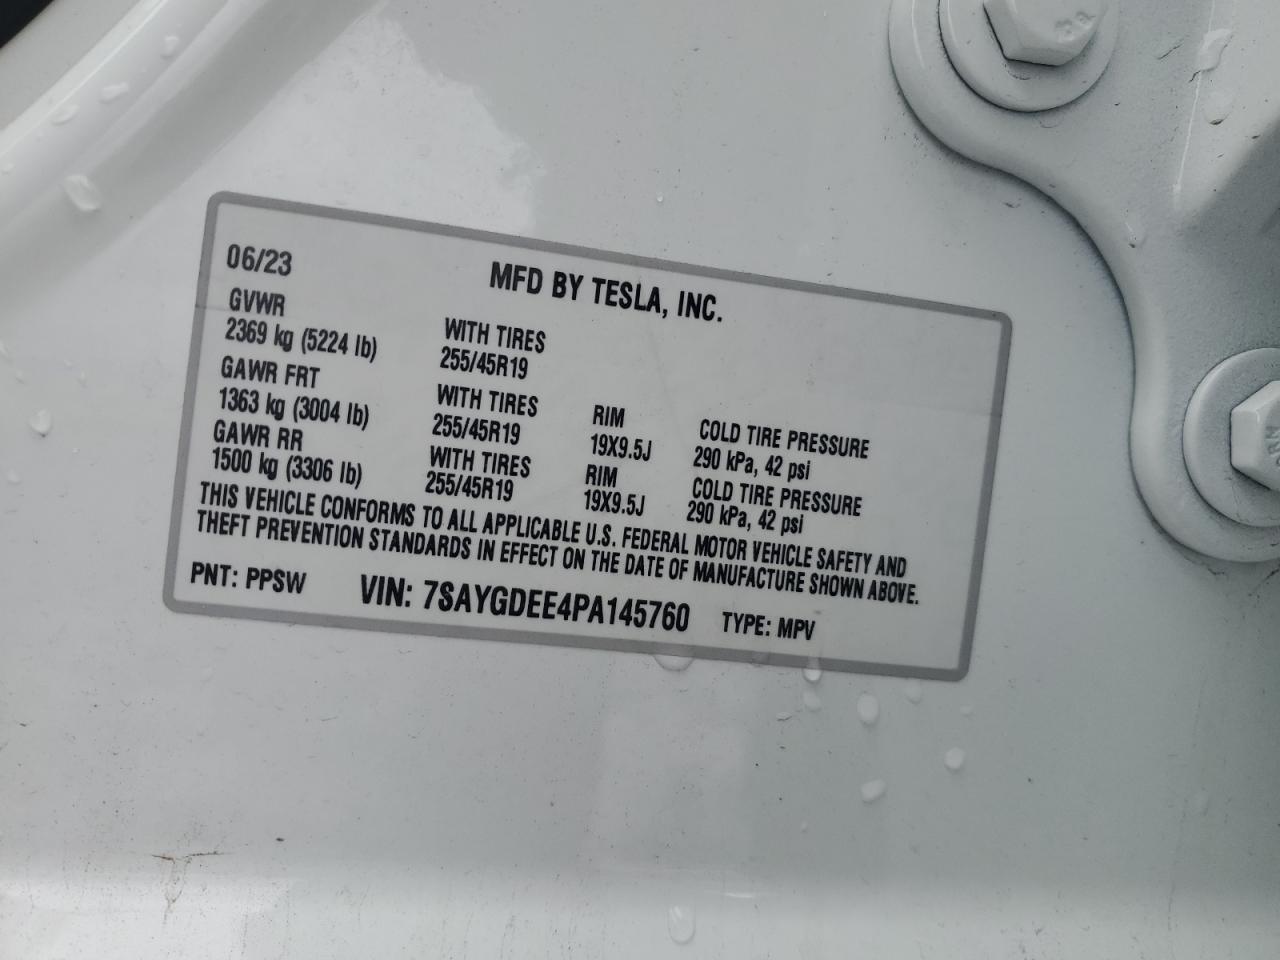 06/23
MFD BY TESLA, INC.
GVWR
2369 kg (5224 lb)
WITH TIRES
255/45R19
GAWR FRT
1363 kg (3004 lb)
WITH TIRES
255/45R19
RIM
19X9.5J
COLD TIRE PRESSURE
290 kPa, 42 psi
GAWR RR
1500 kg (3306 lb)
WITH TIRES
255/45R19
RIM
19X9.5J
COLD TIRE PRESSURE
290 kPa, 42 psi
THIS VEHICLE CONFORMS TO ALL APPLICABLE U.S. FEDERAL MOTOR VEHICLE SAFETY AND
THEFT PREVENTION STANDARDS IN EFFECT ON THE DATE OF MANUFACTURE SHOWN ABOVE.
PNT: PPSW VIN: 7SAYGDEE4PA145760 TYPE: MPV